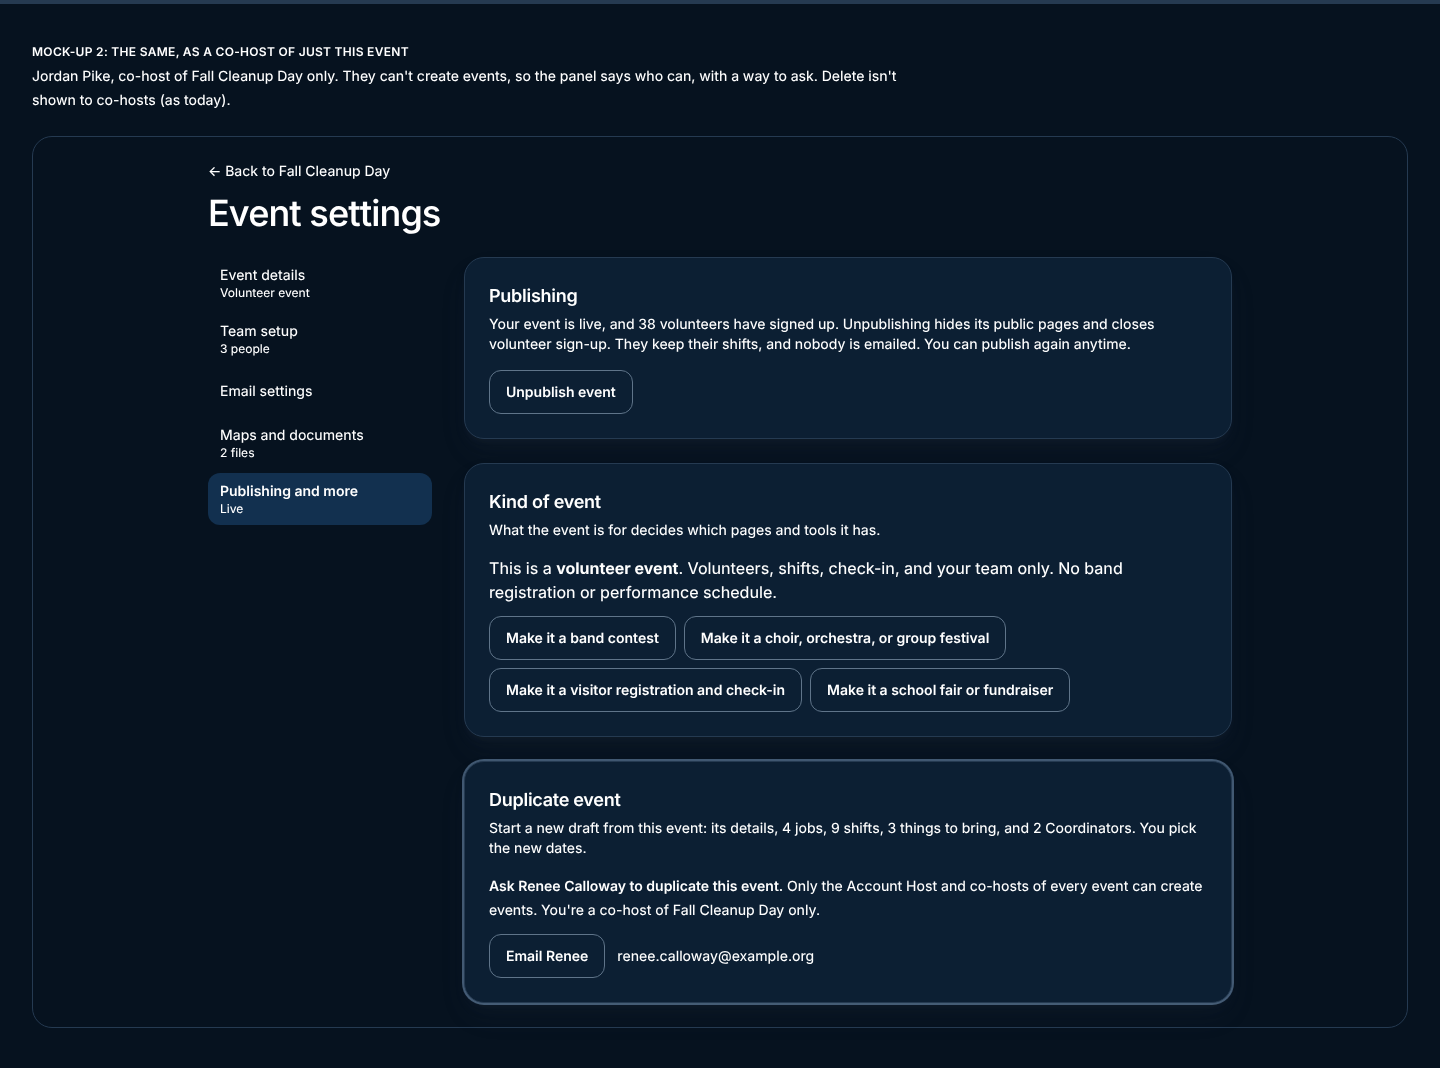 MOCK-UP 2: THE SAME, AS A CO-HOST OF JUST THIS EVENT
Jordan Pike, co-host of Fall Cleanup Day only. They can't create events, so the panel says who can, with a way to ask. Delete isn't
shown to co-hosts (as today).
← Back to Fall Cleanup Day
Event settings
Event details
Volunteer event
Team setup
3 people
Email settings
Maps and documents
2 files
Publishing and more
Live
Publishing
Your event is live, and 38 volunteers have signed up. Unpublishing hides its public pages and closes
volunteer sign-up. They keep their shifts, and nobody is emailed. You can publish again anytime.
Unpublish event
Kind of event
What the event is for decides which pages and tools it has.
This is a volunteer event. Volunteers, shifts, check-in, and your team only. No band
registration or performance schedule.
Make it a band contest
Make it a choir, orchestra, or group festival
Make it a visitor registration and check-in
Make it a school fair or fundraiser
Duplicate event
Start a new draft from this event: its details, 4 jobs, 9 shifts, 3 things to bring, and 2 Coordinators. You pick
the new dates.
Ask Renee Calloway to duplicate this event. Only the Account Host and co-hosts of every event can create
events. You're a co-host of Fall Cleanup Day only.
Email Renee
renee.calloway@example.org